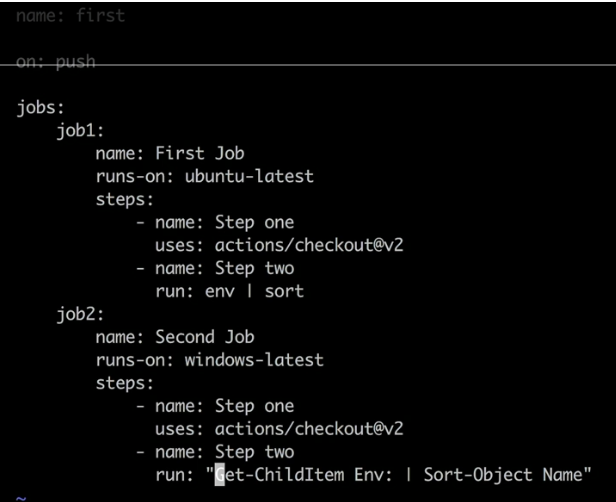 name: first
on: push
jobs:
    job1:
        name: First Job
        runs-on: ubuntu-latest
        steps:
            - name: Step one
              uses: actions/checkout@v2
            - name: Step two
              run: env | sort
    job2:
        name: Second Job
        runs-on: windows-latest
        steps:
            - name: Step one
              uses: actions/checkout@v2
            - name: Step two
              run: "Get-ChildItem Env: | Sort-Object Name"
~